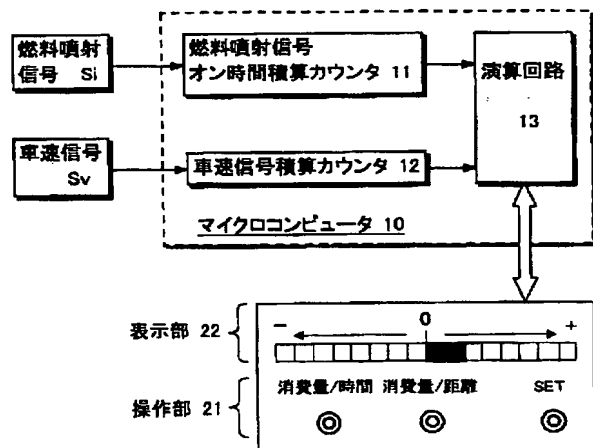 燃料噴射
信号 Si
燃料噴射信号
オン時間積算カウンタ 11
演算回路
13
車速信号
Sv
車速信号積算カウンタ 12
マイクロコンピュータ 10
表示部 22
- 0 +
消費量/時間 消費量/距離 SET
操作部 21